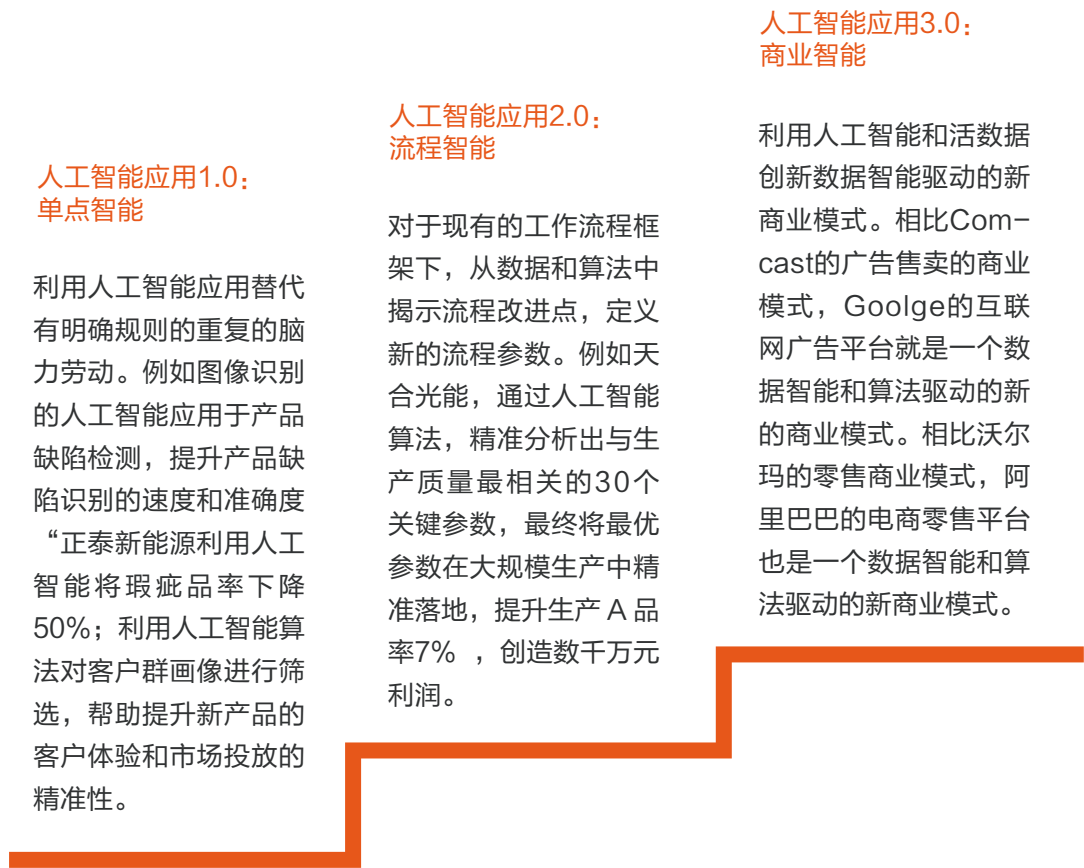 人工智能应用1.0：
单点智能
利用人工智能应用替代
有明确规则的重复的脑
力劳动。例如图像识别
的人工智能应用于产品
缺陷检测，提升产品缺
陷识别的速度和准确度
“正泰新能源利用人工
智能将瑕疵品率下降
50%；利用人工智能算
法对客户群画像进行筛
选，帮助提升新产品的
客户体验和市场投放的
精准性。
人工智能应用2.0：
流程智能
对于现有的工作流程框
架下，从数据和算法中
揭示流程改进点，定义
新的流程参数。例如天
合光能，通过人工智能
算法，精准分析出与生
产质量最相关的30个
关键参数，最终将最优
参数在大规模生产中精
准落地，提升生产 A 品
率7% ，创造数千万元
利润。
人工智能应用3.0：
商业智能
利用人工智能和活数据
创新数据智能驱动的新
商业模式。相比Com-
cast的广告售卖的商业
模式，Goolge的互联
网广告平台就是一个数
据智能和算法驱动的新
的商业模式。相比沃尔
玛的零售商业模式，阿
里巴巴的电商零售平台
也是一个数据智能和算
法驱动的新商业模式。